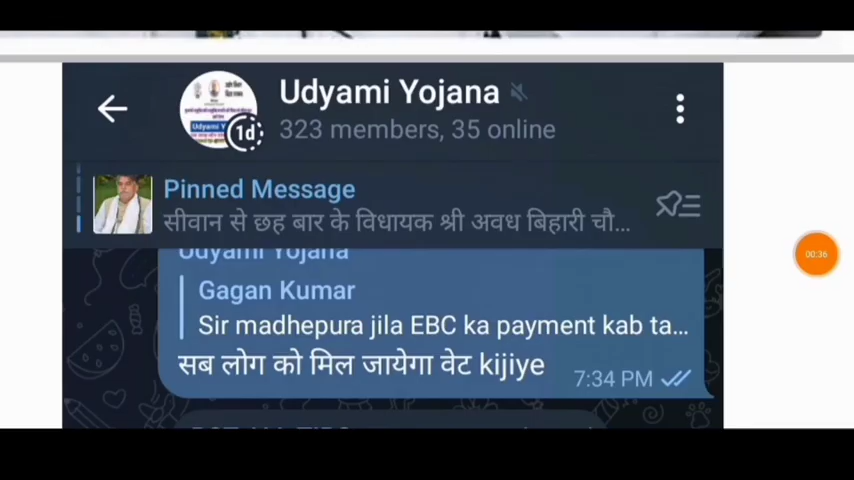 Udyami Yojana
1d
323 members, 35 online
Pinned Message
सीवान से छह बार के विधायक श्री अवध बिहारी चौ...
00:36
Udyami Yojana
Gagan Kumar
Sir madhepura jila EBC ka payment kab ta...
सब लोग को मिल जायेगा वेट kijiye
7:34 PM